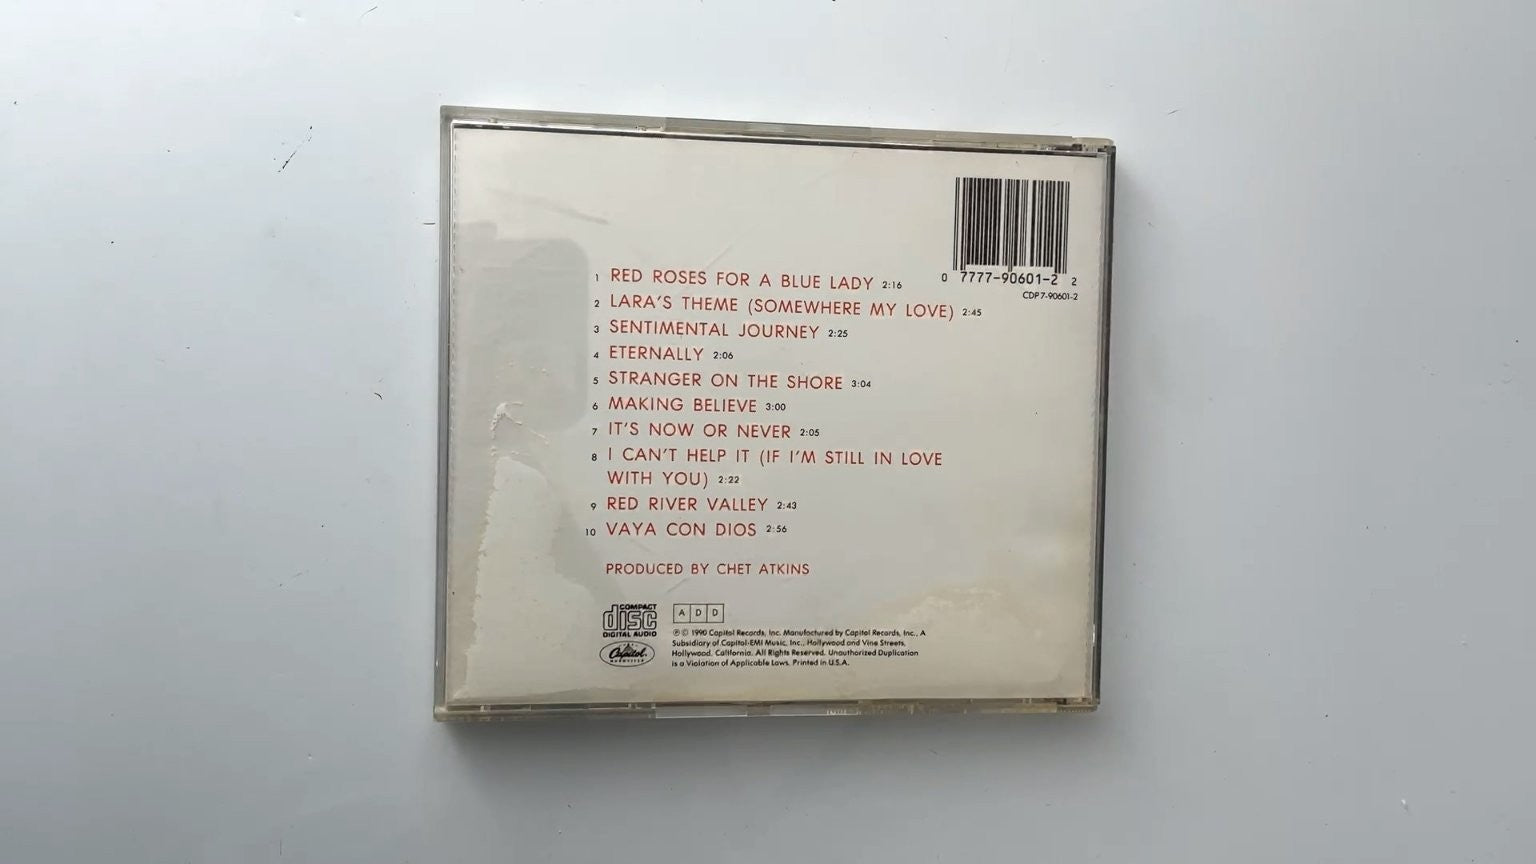 0 7777-90601-2 2
CDP 7-90601-2
1 RED ROSES FOR A BLUE LADY 2:16
2 LARA'S THEME (SOMEWHERE MY LOVE) 2:45
3 SENTIMENTAL JOURNEY 2:25
4 ETERNALLY 2:06
5 STRANGER ON THE SHORE 3:04
6 MAKING BELIEVE 3:00
7 IT'S NOW OR NEVER 2:05
8 I CAN'T HELP IT (IF I'M STILL IN LOVE
WITH YOU) 2:22
9 RED RIVER VALLEY 2:43
10 VAYA CON DIOS 2:56
PRODUCED BY CHET ATKINS
COMPACT
disc
DIGITAL AUDIO
A D D
℗ © 1990 Capitol Records, Inc. Manufactured by Capitol Records, Inc., A
Subsidiary of Capitol-EMI Music, Inc., Hollywood and Vine Streets,
Hollywood, California. All Rights Reserved. Unauthorized Duplication
is a Violation of Applicable Laws. Printed in U.S.A.
Capitol
NASHVILLE